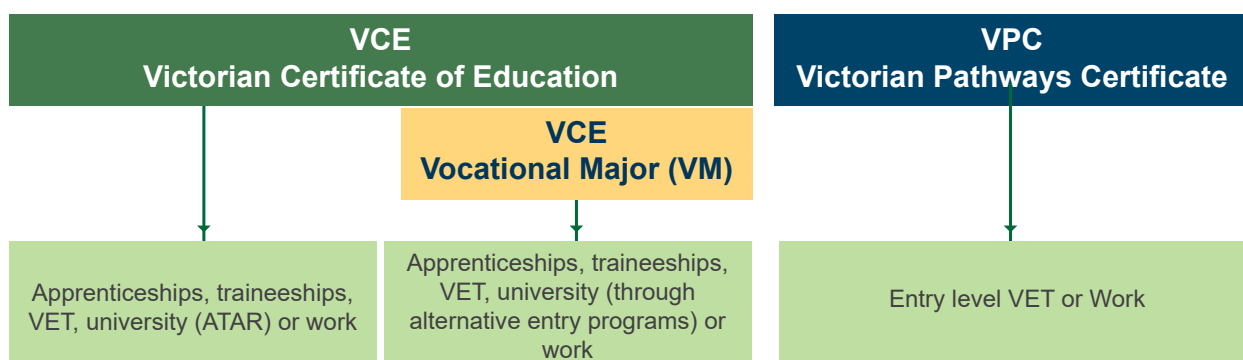 VCE
Victorian Certificate of Education
VPC
Victorian Pathways Certificate
VCE
Vocational Major (VM)
Apprenticeships, traineeships,
VET, university (ATAR) or work
Apprenticeships, traineeships,
VET, university (through
alternative entry programs) or
work
Entry level VET or Work